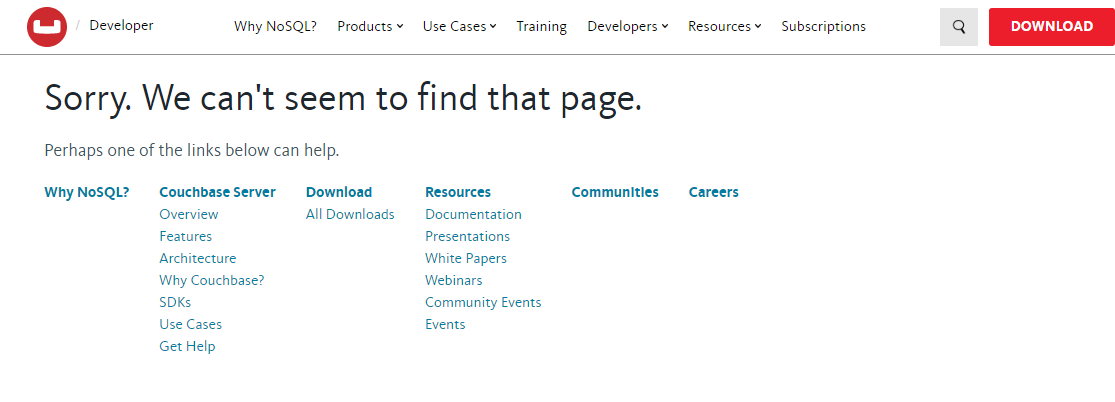 / Developer Why NoSQL? Products Use Cases Training Developers Resources Subscriptions DOWNLOAD
Sorry. We can't seem to find that page.
Perhaps one of the links below can help.
Why NoSQL? Couchbase Server Download Resources Communities Careers
Overview All Downloads Documentation
Features Presentations
Architecture White Papers
Why Couchbase? Webinars
SDKs Community Events
Use Cases Events
Get Help